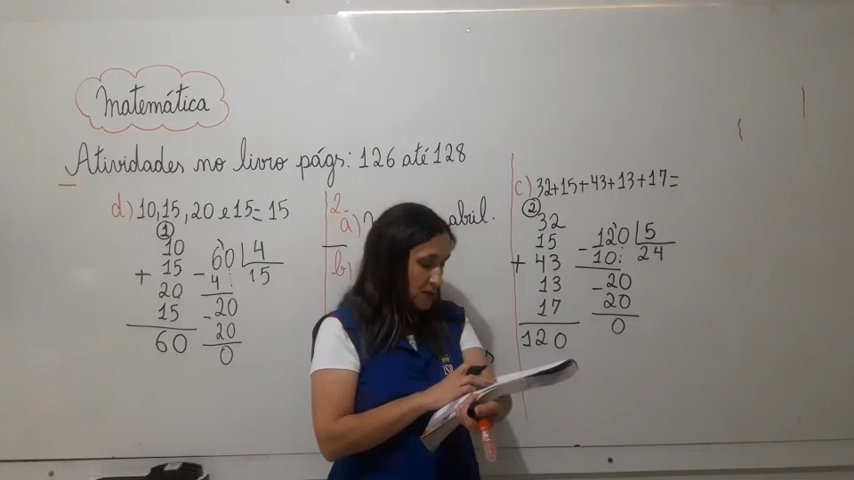 Matemática
Atividades no livro págs: 126 até 128
d) 10, 15, 20 e 15 = 15
1
10
+ 15
20
15
60
60 4
- 4 15
- 20
20
0
2.
a) abril.
b)
c) 32+15+43+13+17=
2
32
15
+ 43
13
17
120
- 120 5
10 24
- 20
20
0